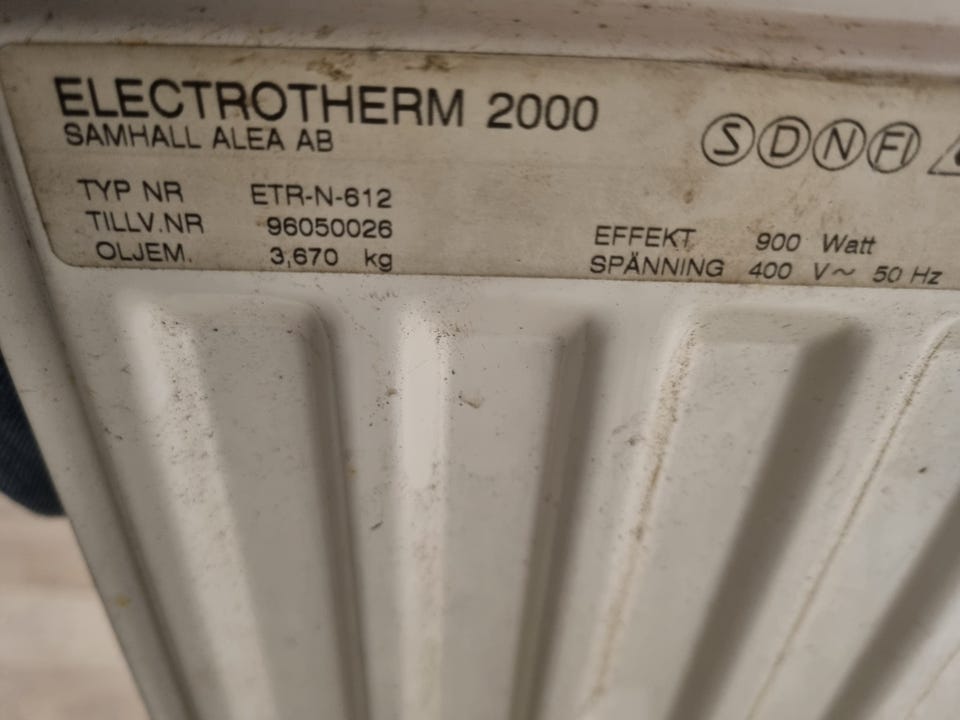 ELECTROTHERM 2000
SAMHALL ALEA AB
S D N FI
TYP NR ETR-N-612
TILLV.NR 96050026
OLJEM. 3,670 kg
EFFEKT 900 Watt
SPÄNNING 400 V~ 50 Hz